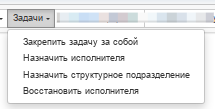 Задачи
Закрепить задачу за собой
Назначить исполнителя
Назначить структурное подразделение
Восстановить исполнителя